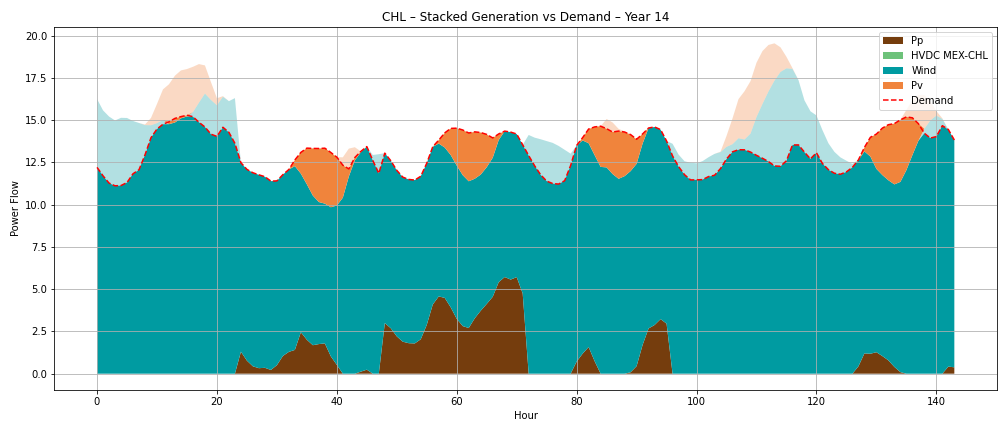 CHL – Stacked Generation vs Demand – Year 14
Power Flow
20.0
17.5
15.0
12.5
10.0
7.5
5.0
2.5
0.0
Pp
HVDC MEX-CHL
Wind
Pv
Demand
0 20 40 60 80 100 120 140
Hour